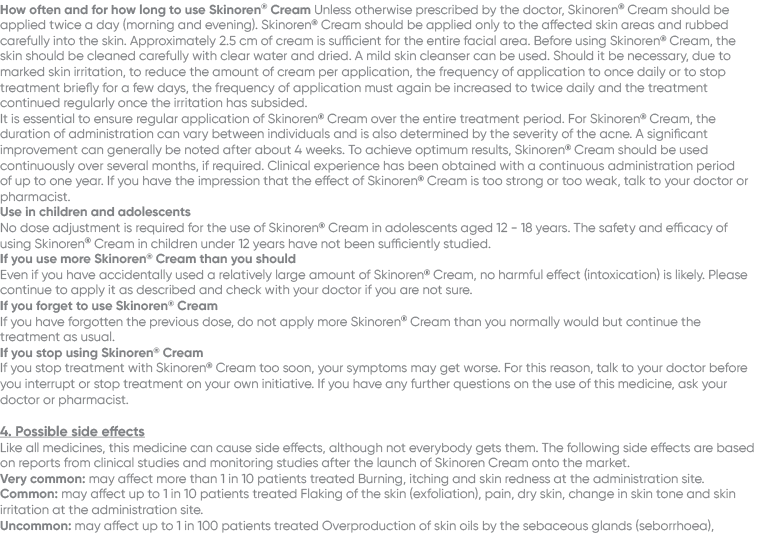 How often and for how long to use Skinoren® Cream Unless otherwise prescribed by the doctor, Skinoren® Cream should be
applied twice a day (morning and evening). Skinoren® Cream should be applied only to the affected skin areas and rubbed
carefully into the skin. Approximately 2.5 cm of cream is sufficient for the entire facial area. Before using Skinoren® Cream, the
skin should be cleaned carefully with clear water and dried. A mild skin cleanser can be used. Should it be necessary, due to
marked skin irritation, to reduce the amount of cream per application, the frequency of application to once daily or to stop
treatment briefly for a few days, the frequency of application must again be increased to twice daily and the treatment
continued regularly once the irritation has subsided.
It is essential to ensure regular application of Skinoren® Cream over the entire treatment period. For Skinoren® Cream, the
duration of administration can vary between individuals and is also determined by the severity of the acne. A significant
improvement can generally be noted after about 4 weeks. To achieve optimum results, Skinoren® Cream should be used
continuously over several months, if required. Clinical experience has been obtained with a continuous administration period
of up to one year. If you have the impression that the effect of Skinoren® Cream is too strong or too weak, talk to your doctor or
pharmacist.
Use in children and adolescents
No dose adjustment is required for the use of Skinoren® Cream in adolescents aged 12 - 18 years. The safety and efficacy of
using Skinoren® Cream in children under 12 years have not been sufficiently studied.
If you use more Skinoren® Cream than you should
Even if you have accidentally used a relatively large amount of Skinoren® Cream, no harmful effect (intoxication) is likely. Please
continue to apply it as described and check with your doctor if you are not sure.
If you forget to use Skinoren® Cream
If you have forgotten the previous dose, do not apply more Skinoren® Cream than you normally would but continue the
treatment as usual.
If you stop using Skinoren® Cream
If you stop treatment with Skinoren® Cream too soon, your symptoms may get worse. For this reason, talk to your doctor before
you interrupt or stop treatment on your own initiative. If you have any further questions on the use of this medicine, ask your
doctor or pharmacist.
4. Possible side effects
Like all medicines, this medicine can cause side effects, although not everybody gets them. The following side effects are based
on reports from clinical studies and monitoring studies after the launch of Skinoren Cream onto the market.
Very common: may affect more than 1 in 10 patients treated Burning, itching and skin redness at the administration site.
Common: may affect up to 1 in 10 patients treated Flaking of the skin (exfoliation), pain, dry skin, change in skin tone and skin
irritation at the administration site.
Uncommon: may affect up to 1 in 100 patients treated Overproduction of skin oils by the sebaceous glands (seborrhoea),